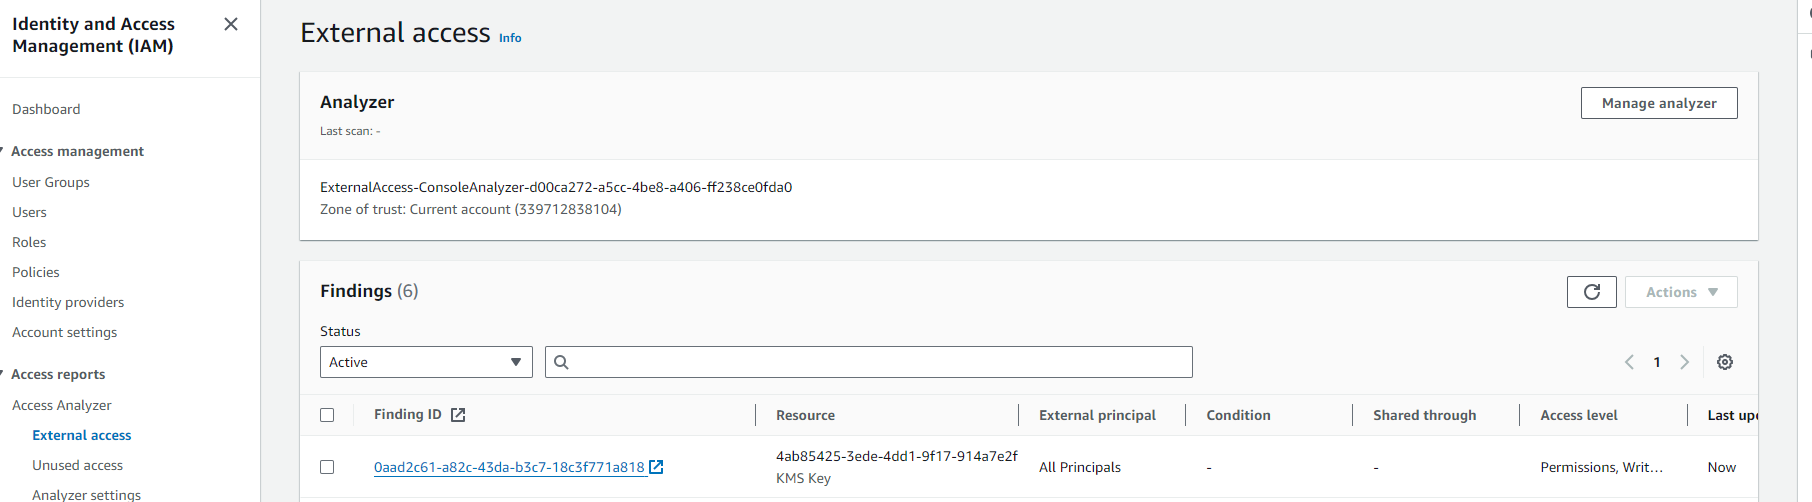 Identity and Access
Management (IAM)
Dashboard
Access management
User Groups
Users
Roles
Policies
Identity providers
Account settings
Access reports
Access Analyzer
External access
Unused access
Analyzer settings
External access Info
Analyzer
Last scan: -
Manage analyzer
ExternalAccess-ConsoleAnalyzer-d00ca272-a5cc-4be8-a406-ff238ce0fda0
Zone of trust: Current account (339712838104)
Findings (6)
Actions
Status
Active
1
Finding ID Resource External principal Condition Shared through Access level Last upd
0aad2c61-a82c-43da-b3c7-18c3f771a818 4ab85425-3ede-4dd1-9f17-914a7e2f All Principals - - Permissions, Writ... Now
KMS Key